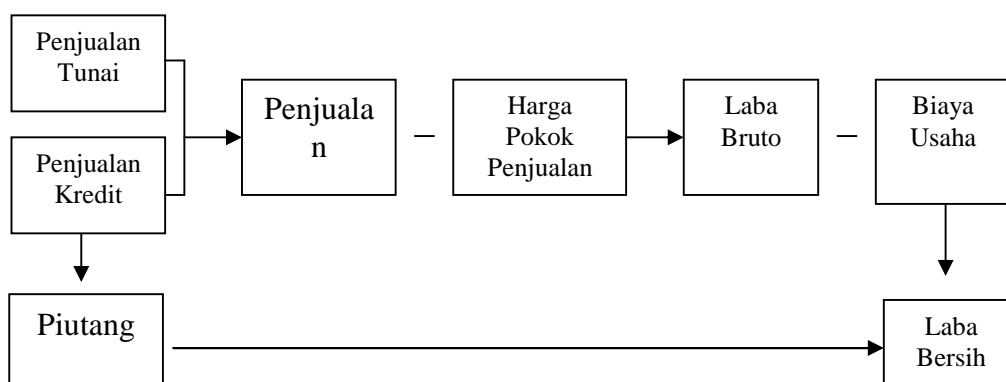 Penjualan
Tunai
Penjualan
Kredit
Penjuala
n
–
Harga
Pokok
Penjualan
Laba
Bruto
–
Biaya
Usaha
Piutang
Laba
Bersih